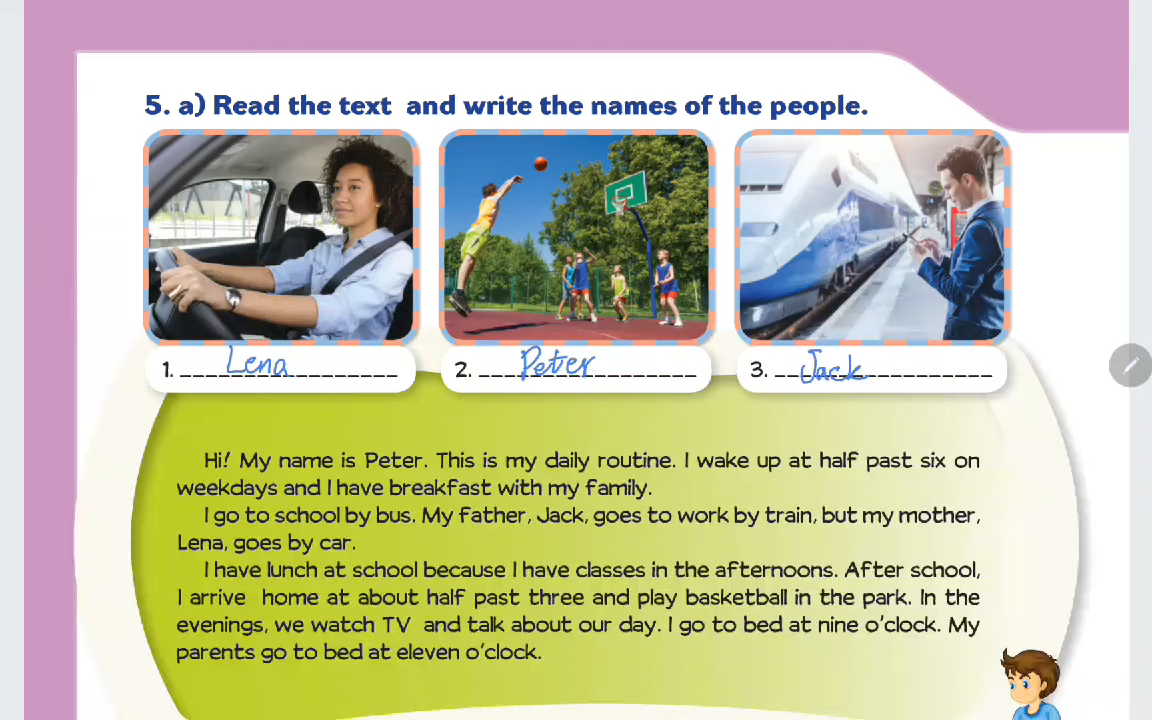 5. a) Read the text and write the names of the people.
1. Lena
2. Peter
3. Jack
Hi! My name is Peter. This is my daily routine. I wake up at half past six on
weekdays and I have breakfast with my family.
I go to school by bus. My father, Jack, goes to work by train, but my mother,
Lena, goes by car.
I have lunch at school because I have classes in the afternoons. After school,
I arrive home at about half past three and play basketball in the park. In the
evenings, we watch TV and talk about our day. I go to bed at nine o'clock. My
parents go to bed at eleven o'clock.